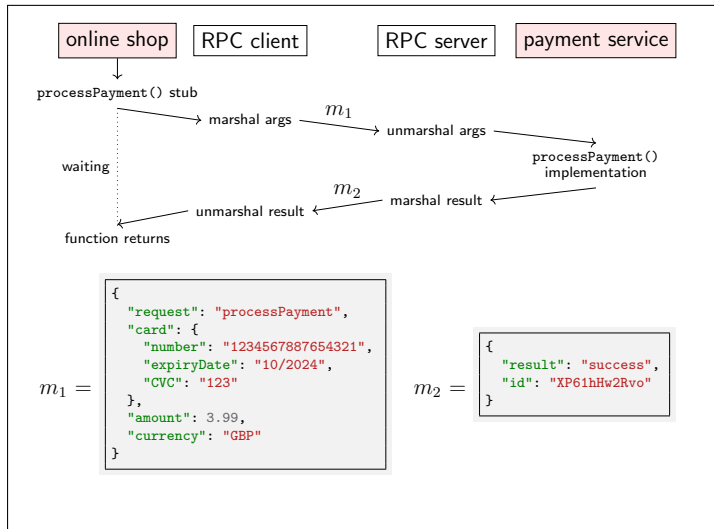 online shop RPC client RPC server payment service
processPayment() stub
marshal args m1 unmarshal args
processPayment()
implementation
waiting
unmarshal result m2 marshal result
function returns
m1 =
{
  "request": "processPayment",
  "card": {
    "number": "1234567887654321",
    "expiryDate": "10/2024",
    "CVC": "123"
  },
  "amount": 3.99,
  "currency": "GBP"
}
m2 =
{
  "result": "success",
  "id": "XP61hHw2Rvo"
}